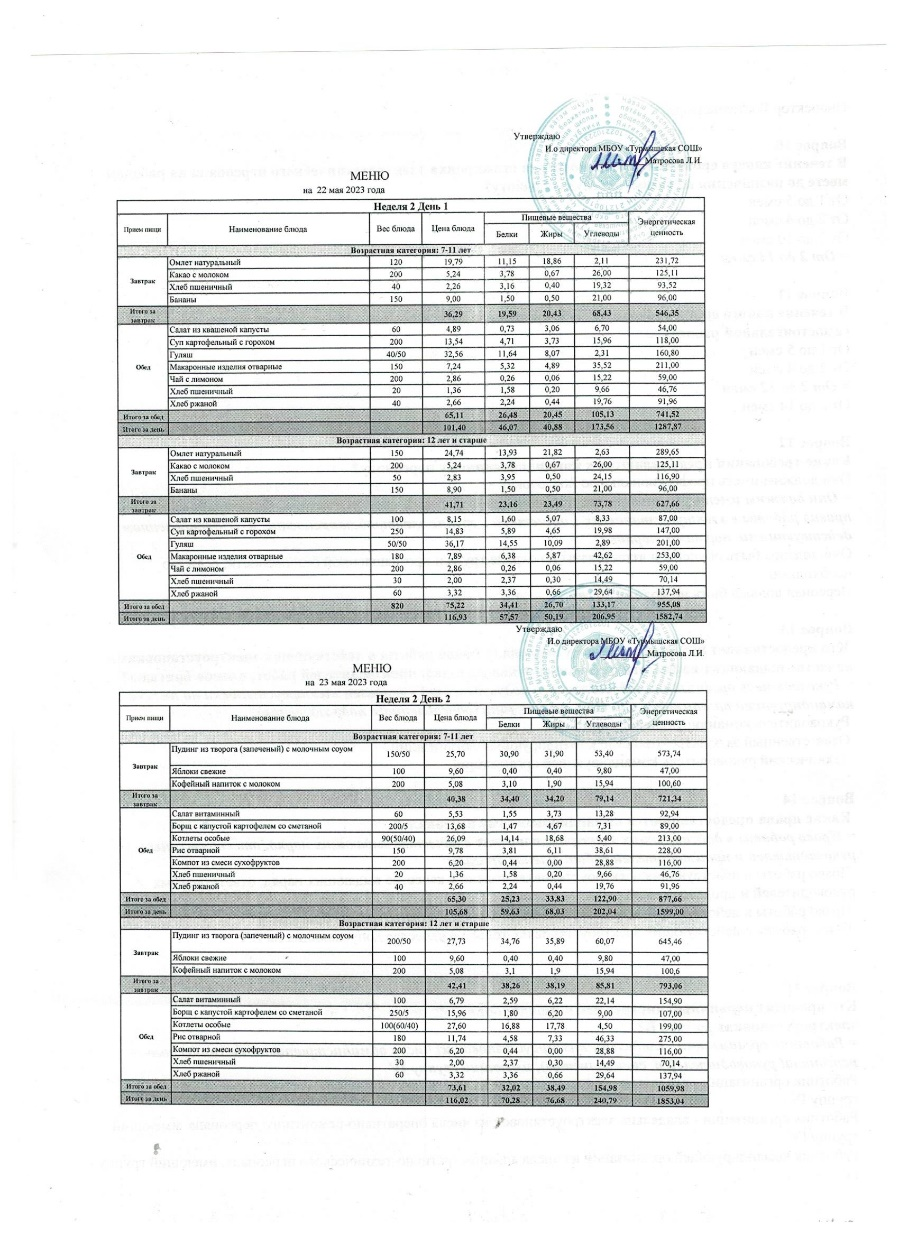 Утверждаю
И.о директора МБОУ «Турмышская СОШ»
Матросова Л.И.
МЕНЮ
на 22 мая 2023 года
Неделя 2 День 1
Прием пищи Наименование блюда Вес блюда Цена блюда Пищевые вещества Энергетическая ценность
Белки Жиры Углеводы
Возрастная категория: 7-11 лет
Завтрак
Омлет натуральный 120 19,79 11,15 18,86 2,11 231,72
Какао с молоком 200 5,24 3,78 0,67 26,00 125,11
Хлеб пшеничный 40 2,26 3,16 0,40 19,32 93,52
Бананы 150 9,00 1,50 0,50 21,00 96,00
Итого за завтрак 36,29 19,59 20,43 68,43 546,35
Обед
Салат из квашеной капусты 60 4,89 0,73 3,06 6,70 54,00
Суп картофельный с горохом 200 13,54 4,71 3,73 15,96 118,00
Гуляш 40/50 32,56 11,64 8,07 2,31 160,80
Макаронные изделия отварные 150 7,24 5,32 4,89 35,52 211,00
Чай с лимоном 200 2,86 0,26 0,06 15,22 59,00
Хлеб пшеничный 20 1,36 1,58 0,20 9,66 46,76
Хлеб ржаной 40 2,66 2,24 0,44 19,76 91,96
Итого за обед 65,11 26,48 20,45 105,13 741,52
Итого за день 101,40 46,07 40,88 173,56 1287,87
Возрастная категория: 12 лет и старше
Завтрак
Омлет натуральный 150 24,74 13,93 21,82 2,63 289,65
Какао с молоком 200 5,24 3,78 0,67 26,00 125,11
Хлеб пшеничный 50 2,83 3,95 0,50 24,15 116,90
Бананы 150 8,90 1,50 0,50 21,00 96,00
Итого за завтрак 41,71 23,16 23,49 73,78 627,66
Обед
Салат из квашеной капусты 100 8,15 1,60 5,07 8,33 87,00
Суп картофельный с горохом 250 14,83 5,89 4,65 19,98 147,00
Гуляш 50/50 36,17 14,55 10,09 2,89 201,00
Макаронные изделия отварные 180 7,89 6,38 5,87 42,62 253,00
Чай с лимоном 200 2,86 0,26 0,06 15,22 59,00
Хлеб пшеничный 30 2,00 2,37 0,30 14,49 70,14
Хлеб ржаной 60 3,32 3,36 0,66 29,64 137,94
Итого за обед 820 75,22 34,41 26,70 133,17 955,08
Итого за день 116,93 57,57 50,19 206,95 1582,74
Утверждаю
И.о директора МБОУ «Турмышская СОШ»
Матросова Л.И.
МЕНЮ
на 23 мая 2023 года
Неделя 2 День 2
Прием пищи Наименование блюда Вес блюда Цена блюда Пищевые вещества Энергетическая ценность
Белки Жиры Углеводы
Возрастная категория: 7-11 лет
Завтрак
Пудинг из творога (запеченый) с молочным соуом 150/50 25,70 30,90 31,90 53,40 573,74
Яблоки свежие 100 9,60 0,40 0,40 9,80 47,00
Кофейный напиток с молоком 200 5,08 3,10 1,90 15,94 100,60
Итого за завтрак 40,38 34,40 34,20 79,14 721,34
Обед
Салат витаминный 60 5,53 1,55 3,73 13,28 92,94
Борщ с капустой картофелем со сметаной 200/5 13,68 1,47 4,67 7,31 89,00
Котлеты особые 90(50/40) 26,09 14,14 18,68 5,40 213,00
Рис отварной 150 9,78 3,81 6,11 38,61 228,00
Компот из смеси сухофруктов 200 6,20 0,44 0,00 28,88 116,00
Хлеб пшеничный 20 1,36 1,58 0,20 9,66 46,76
Хлеб ржаной 40 2,66 2,24 0,44 19,76 91,96
Итого за обед 65,30 25,23 33,83 122,90 877,66
Итого за день 105,68 59,63 68,03 202,04 1599,00
Возрастная категория: 12 лет и старше
Завтрак
Пудинг из творога (запеченый) с молочным соуом 200/50 27,73 34,76 35,89 60,07 645,46
Яблоки свежие 100 9,60 0,40 0,40 9,80 47,00
Кофейный напиток с молоком 200 5,08 3,1 1,9 15,94 100,6
Итого за завтрак 42,41 38,26 38,19 85,81 793,06
Обед
Салат витаминный 100 6,79 2,59 6,22 22,14 154,90
Борщ с капустой картофелем со сметаной 250/5 15,96 1,80 6,20 9,00 107,00
Котлеты особые 100(60/40) 27,60 16,88 17,78 4,50 199,00
Рис отварной 180 11,74 4,58 7,33 46,33 275,00
Компот из смеси сухофруктов 200 6,20 0,44 0,00 28,88 116,00
Хлеб пшеничный 30 2,00 2,37 0,30 14,49 70,14
Хлеб ржаной 60 3,32 3,36 0,66 29,64 137,94
Итого за обед 73,61 32,02 38,49 154,98 1059,98
Итого за день 116,02 70,28 76,68 240,79 1853,04